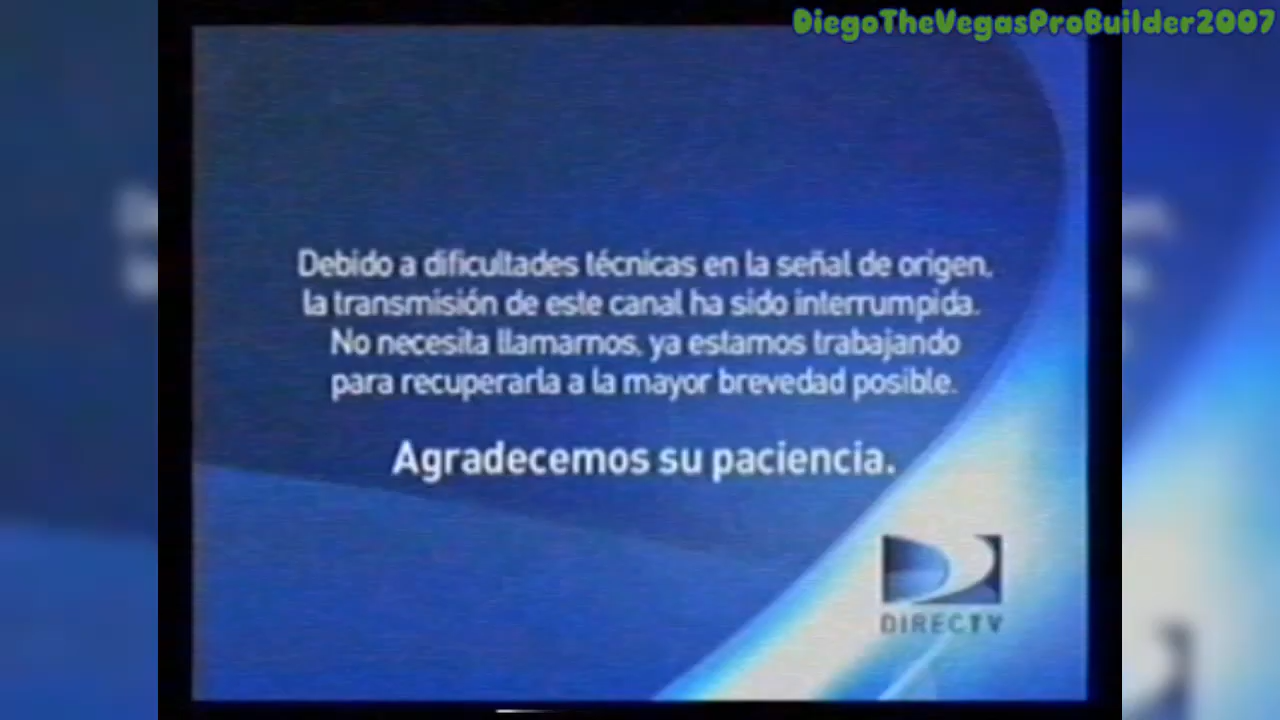 DiegoTheVegasProBuilder2007
Debido a dificultades técnicas en la señal de origen,
la transmisión de este canal ha sido interrumpida.
No necesita llamarnos, ya estamos trabajando
para recuperarla a la mayor brevedad posible.
Agradecemos su paciencia.
DIRECTV